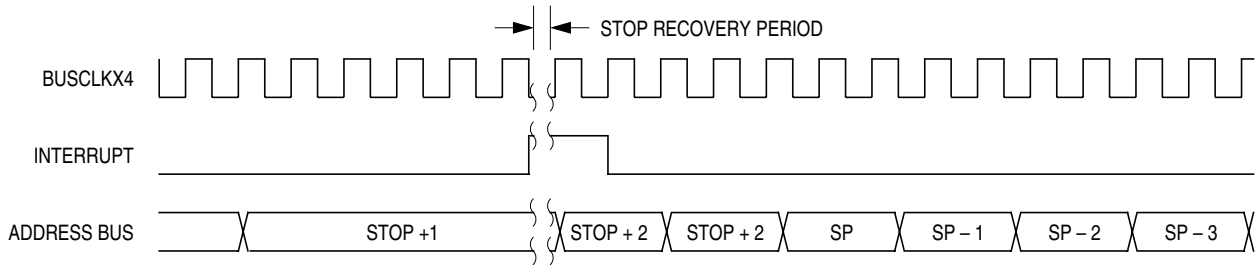 STOP RECOVERY PERIOD
BUSCLKX4
INTERRUPT
ADDRESS BUS STOP +1 STOP + 2 STOP + 2 SP SP – 1 SP – 2 SP – 3